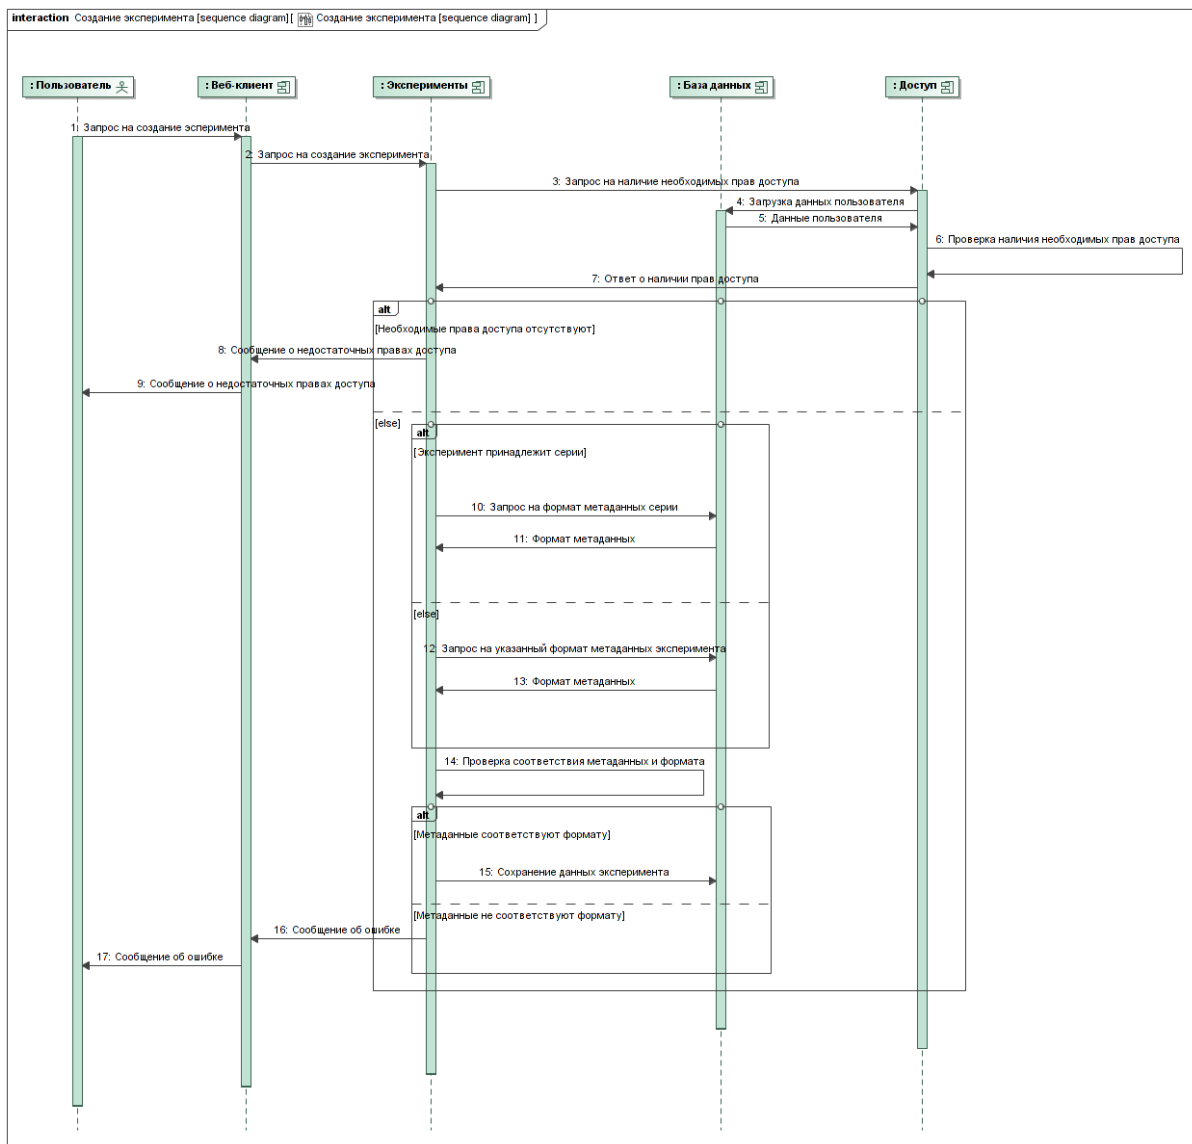 interaction Создание эксперимента [sequence diagram] [ Создание эксперимента [sequence diagram] ]
: Пользователь
: Веб-клиент
: Эксперименты
: База данных
: Доступ
1: Запрос на создание эсперимента
2: Запрос на создание эксперимента
3: Запрос на наличие необходимых прав доступа
4: Загрузка данных пользователя
5: Данные пользователя
6: Проверка наличия необходимых прав доступа
7: Ответ о наличии прав доступа
alt
[Необходимые права доступа отсутствуют]
8: Сообщение о недостаточных правах доступа
9: Сообщение о недостаточных правах доступа
[else]
alt
[Эксперимент принадлежит серии]
10: Запрос на формат метаданных серии
11: Формат метаданных
[else]
12: Запрос на указанный формат метаданных эксперимента
13: Формат метаданных
14: Проверка соответствия метаданных и формата
alt
[Метаданные соответствуют формату]
15: Сохранение данных эксперимента
[Метаданные не соответствуют формату]
16: Сообщение об ошибке
17: Сообщение об ошибке